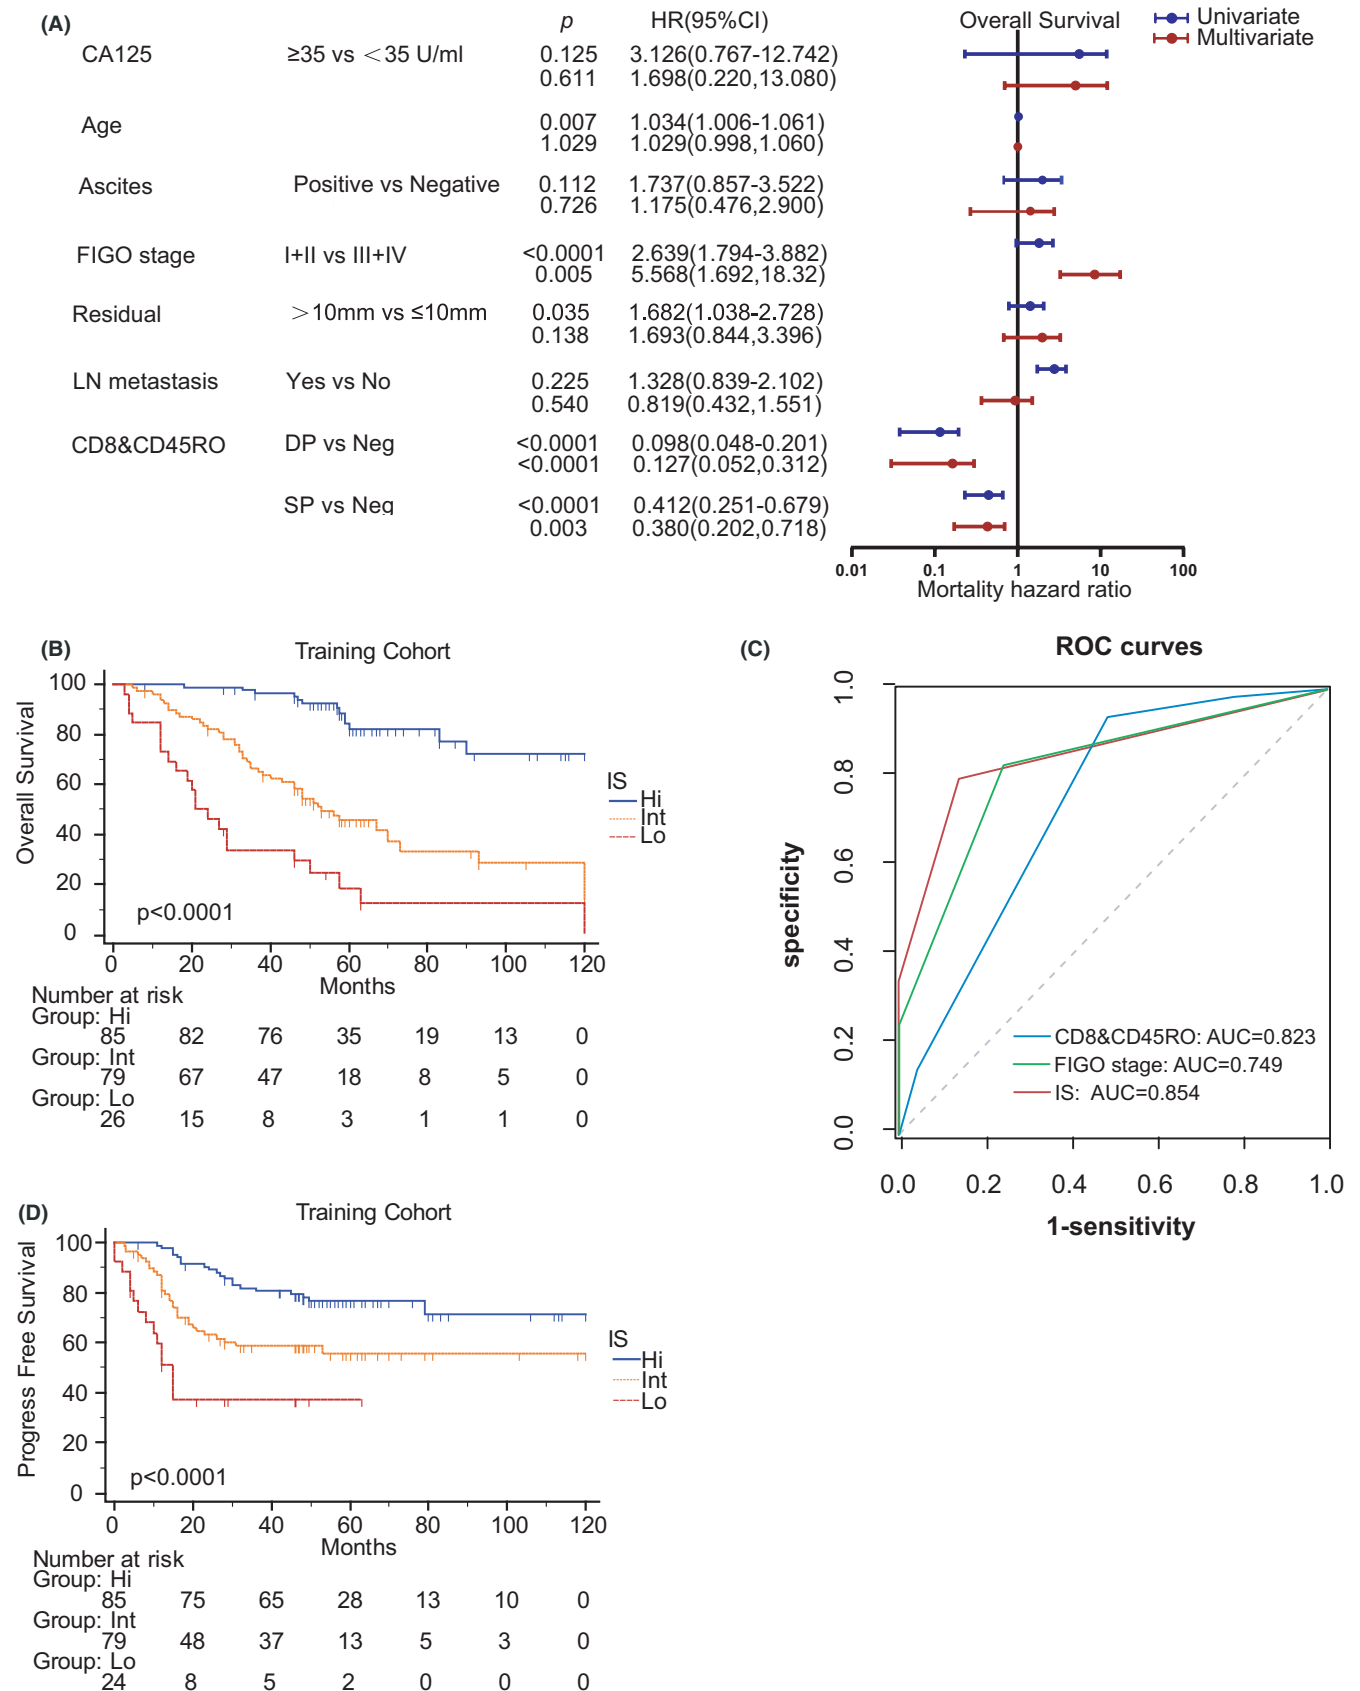 (A)
p HR(95%CI) Overall Survival Univariate
Multivariate
CA125 ≥35 vs <35 U/ml 0.125 3.126(0.767-12.742)
0.611 1.698(0.220,13.080)
Age 0.007 1.034(1.006-1.061)
1.029 1.029(0.998,1.060)
Ascites Positive vs Negative 0.112 1.737(0.857-3.522)
0.726 1.175(0.476,2.900)
FIGO stage I+II vs III+IV <0.0001 2.639(1.794-3.882)
0.005 5.568(1.692,18.32)
Residual >10mm vs ≤10mm 0.035 1.682(1.038-2.728)
0.138 1.693(0.844,3.396)
LN metastasis Yes vs No 0.225 1.328(0.839-2.102)
0.540 0.819(0.432,1.551)
CD8&CD45RO DP vs Neg <0.0001 0.098(0.048-0.201)
<0.0001 0.127(0.052,0.312)
SP vs Neg <0.0001 0.412(0.251-0.679)
0.003 0.380(0.202,0.718)
0.01 0.1 1 10 100
Mortality hazard ratio
(B)
Training Cohort
Overall Survival
100
80
60
40
20
0
IS
Hi
Int
Lo
p<0.0001
0 20 40 60 80 100 120
Months
Number at risk
Group: Hi
85 82 76 35 19 13 0
Group: Int
79 67 47 18 8 5 0
Group: Lo
26 15 8 3 1 1 0
(C)
ROC curves
specificity
1.0
0.8
0.6
0.4
0.2
0.0
CD8&CD45RO: AUC=0.823
FIGO stage: AUC=0.749
IS: AUC=0.854
0.0 0.2 0.4 0.6 0.8 1.0
1-sensitivity
(D)
Training Cohort
Progress Free Survival
100
80
60
40
20
0
IS
Hi
Int
Lo
p<0.0001
0 20 40 60 80 100 120
Months
Number at risk
Group: Hi
85 75 65 28 13 10 0
Group: Int
79 48 37 13 5 3 0
Group: Lo
24 8 5 2 0 0 0